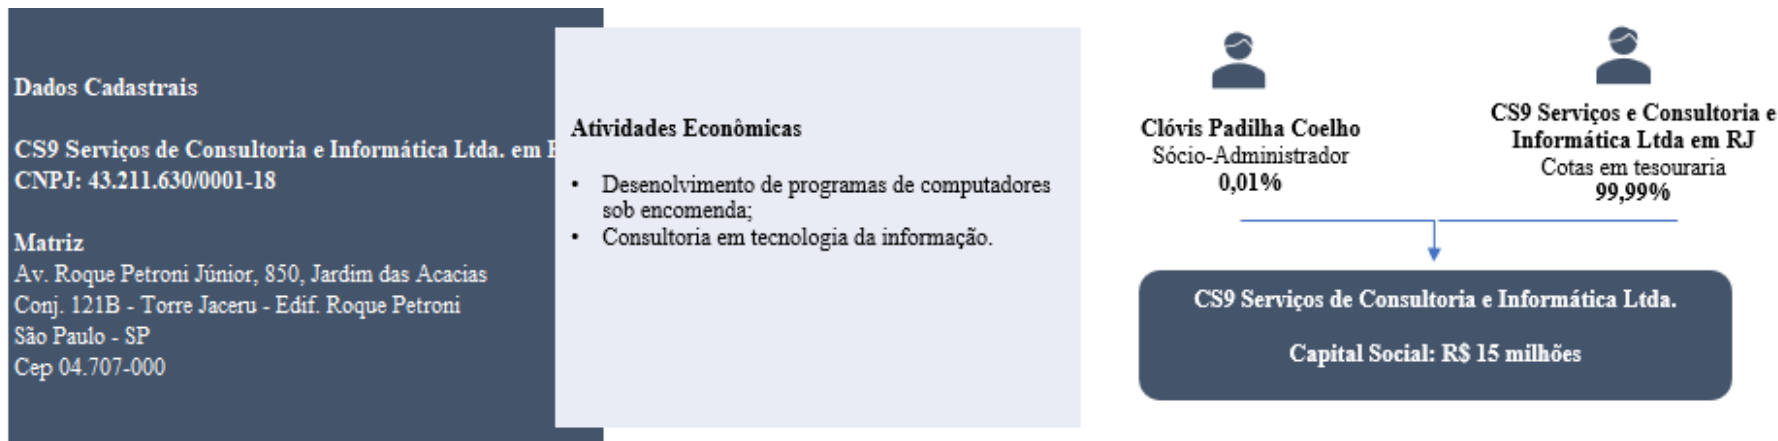 Dados Cadastrais
CS9 Serviços de Consultoria e Informática Ltda. em
CNPJ: 43.211.630/0001-18
Matriz
Av. Roque Petroni Júnior, 850, Jardim das Acacias
Conj. 121B - Torre Jaceru - Edif. Roque Petroni
São Paulo - SP
Cep 04.707-000
Atividades Econômicas
• Desenolvimento de programas de computadores
sob encomenda;
• Consultoria em tecnologia da informação.
Clóvis Padilha Coelho
Sócio-Administrador
0,01%
CS9 Serviços e Consultoria e
Informática Ltda em RJ
Cotas em tesouraria
99,99%
CS9 Serviços de Consultoria e Informática Ltda.
Capital Social: R$ 15 milhões